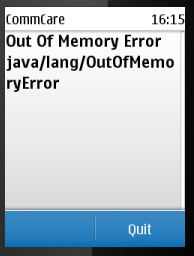 CommCare 16:15
Out Of Memory Error
java/lang/OutOfMemo
ryError
Quit